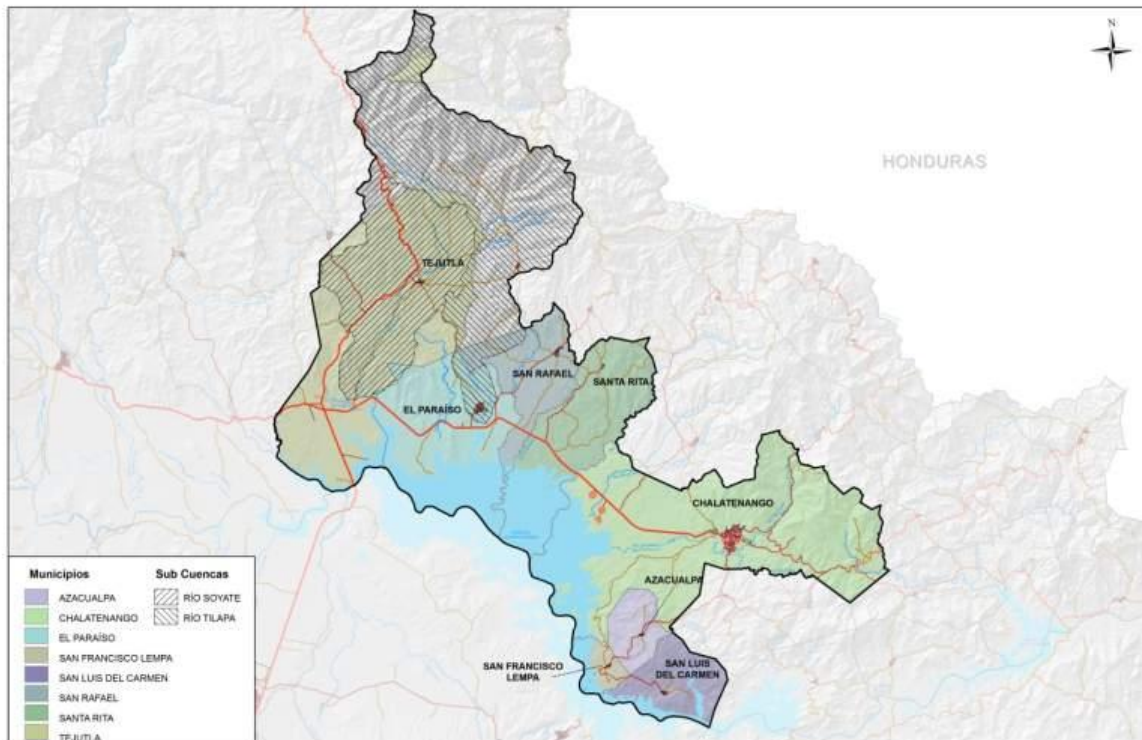 N
HONDURAS
TEJUTLA
SAN RAFAEL
SANTA RITA
EL PARAÍSO
CHALATENANGO
AZACUALPA
SAN FRANCISCO
LEMPA
SAN LUIS
DEL CARMEN
Municipios
AZACUALPA
CHALATENANGO
EL PARAÍSO
SAN FRANCISCO LEMPA
SAN LUIS DEL CARMEN
SAN RAFAEL
SANTA RITA
TEJUTLA
Sub Cuencas
RÍO SOYATE
RÍO TILAPA